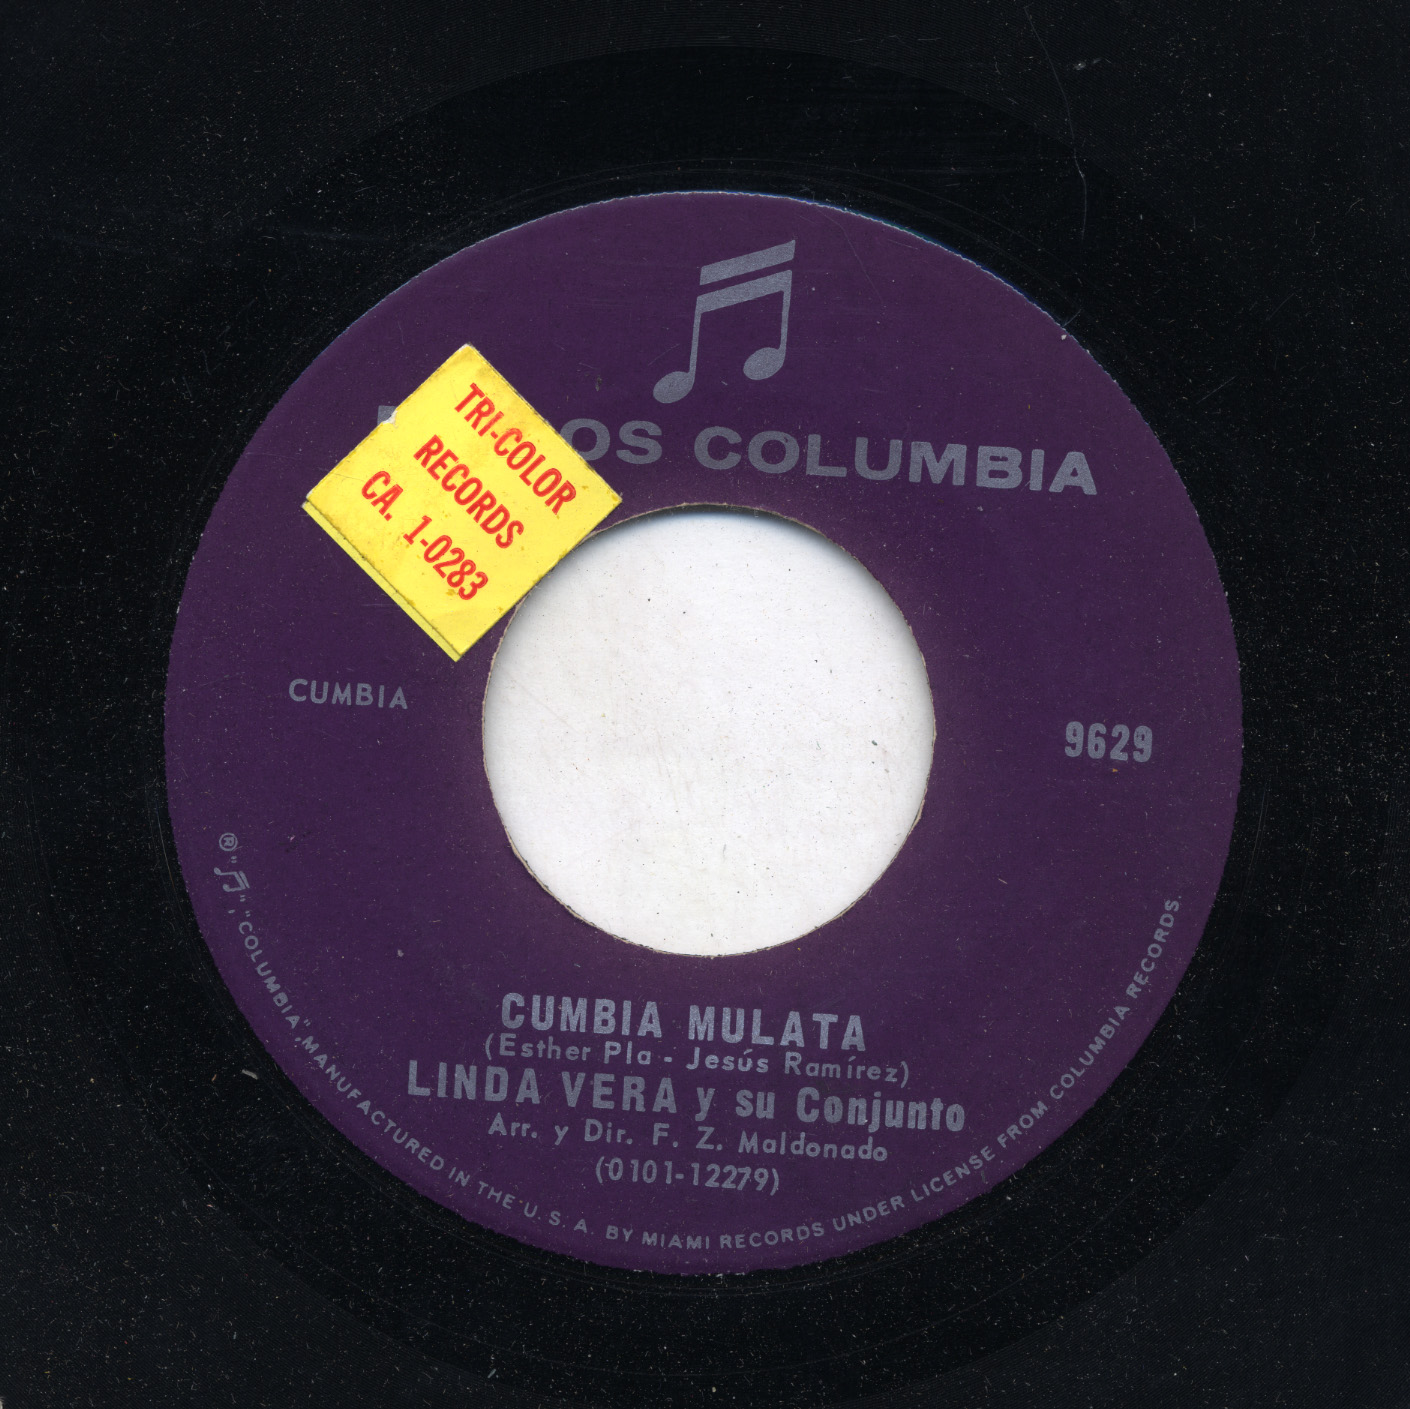 TRI-COLOR
RECORDS
CA. 1-0283
OS COLUMBIA
CUMBIA
9629
CUMBIA MULATA
(Esther Pla - Jesús Ramírez)
LINDA VERA y su Conjunto
Arr. y Dir. F. Z. Maldonado
(0101-12279)
® "♫", "COLUMBIA", MANUFACTURED IN THE U.S.A. BY MIAMI RECORDS UNDER LICENSE FROM COLUMBIA RECORDS.